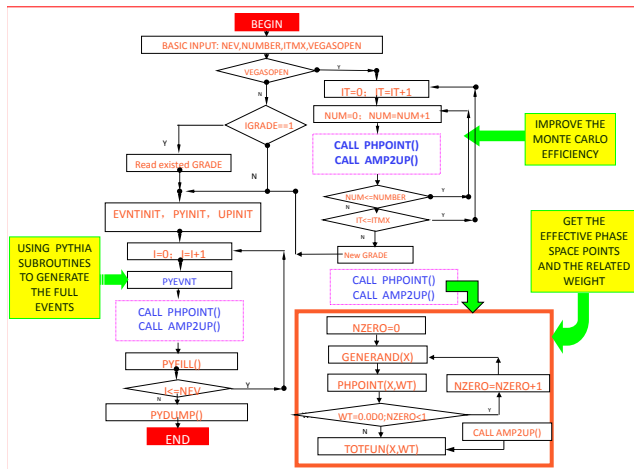 BEGIN
BASIC INPUT: NEV,NUMBER,ITMX,VEGASOPEN
VEGASOPEN
Y
N
IT=0; IT=IT+1
NUM=0; NUM=NUM+1
IGRADE==1
Y
N
Read existed GRADE
CALL PHPOINT()
CALL AMP2UP()
IMPROVE THE
MONTE CARLO
EFFICIENCY
NUM<=NUMBER
Y
N
IT<=ITMX
Y
N
New GRADE
EVNTINIT, PYINIT, UPINIT
I=0; I=I+1
PYEVNT
USING PYTHIA
SUBROUTINES
TO GENERATE
THE FULL
EVENTS
CALL PHPOINT()
CALL AMP2UP()
PYFILL()
I<=NEV
Y
N
PYDUMP()
END
CALL PHPOINT()
CALL AMP2UP()
GET THE
EFFECTIVE PHASE
SPACE POINTS
AND THE RELATED
WEIGHT
NZERO=0
GENERAND(X)
PHPOINT(X,WT)
NZERO=NZERO+1
WT=0.0D0;NZERO<1
Y
N
CALL AMP2UP()
TOTFUN(X,WT)